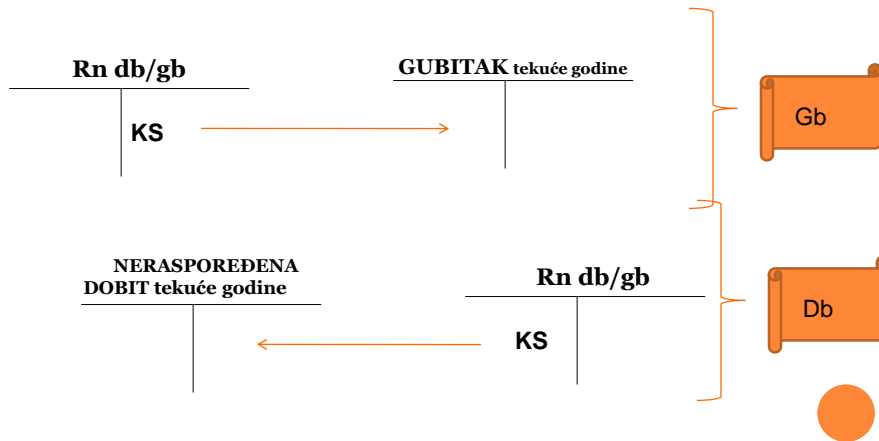 Rn db/gb
GUBITAK tekuće godine
KS
Gb
NERASPOREĐENA
DOBIT tekuće godine
Rn db/gb
KS
Db